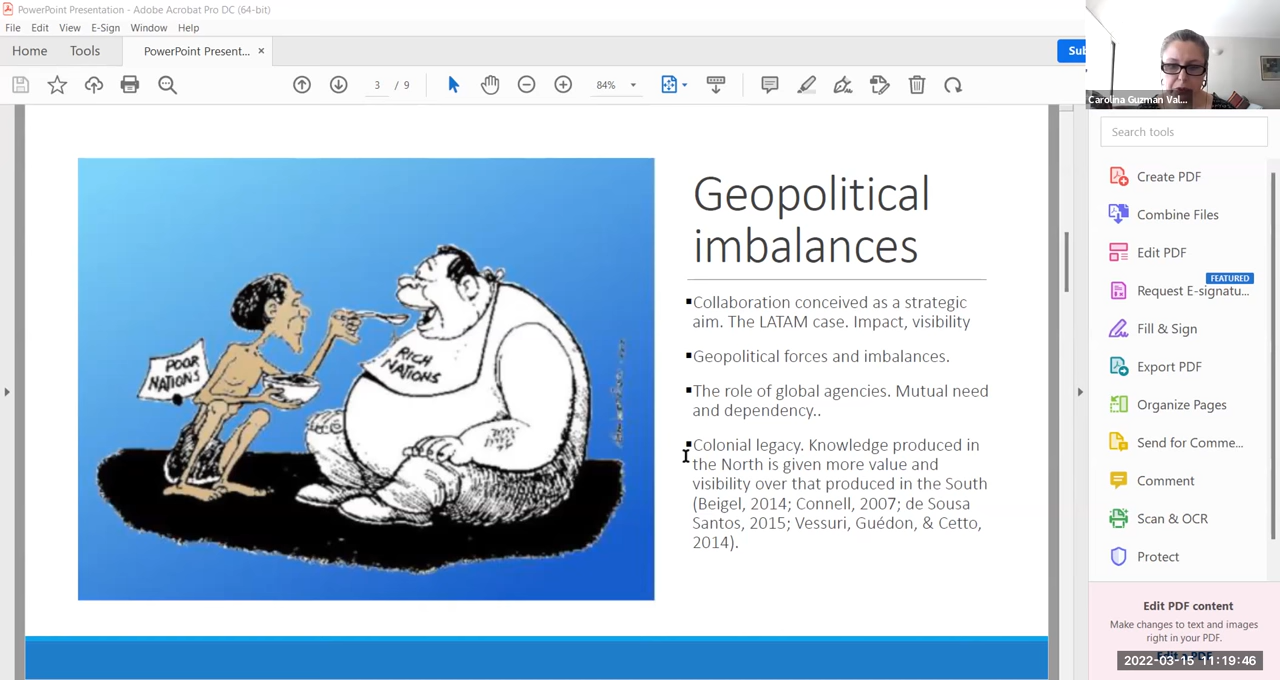 PowerPoint Presentation - Adobe Acrobat Pro DC (64-bit)
File Edit View E-Sign Window Help
Home Tools PowerPoint Present... ×
3 / 9
84%
Carolina Guzman Val...
Search tools
Create PDF
Combine Files
Edit PDF
FEATURED
Request E-signatu...
Fill & Sign
Export PDF
Organize Pages
Send for Comme...
Comment
Scan & OCR
Protect
Edit PDF content
Make changes to text and images
right in your PDF.
2022-03-15 11:19:46
POOR
NATIONS
RICH
NATIONS
Geopolitical
imbalances
▪Collaboration conceived as a strategic
aim. The LATAM case. Impact, visibility
▪Geopolitical forces and imbalances.
▪The role of global agencies. Mutual need
and dependency..
▪Colonial legacy. Knowledge produced in
the North is given more value and
visibility over that produced in the South
(Beigel, 2014; Connell, 2007; de Sousa
Santos, 2015; Vessuri, Guédon, & Cetto,
2014).